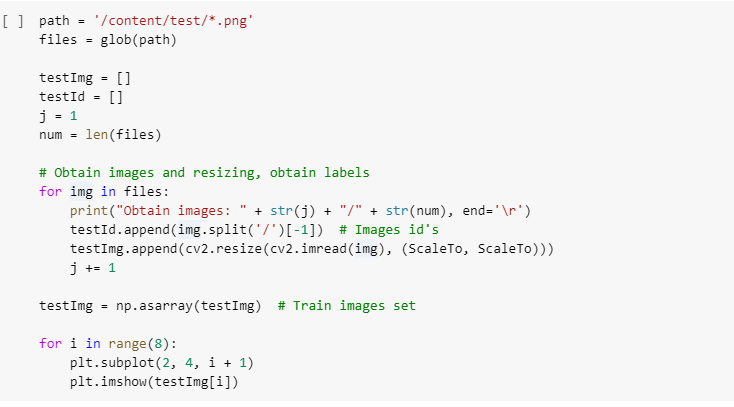 [ ] path = '/content/test/*.png'
files = glob(path)
testImg = []
testId = []
j = 1
num = len(files)
# Obtain images and resizing, obtain labels
for img in files:
print("Obtain images: " + str(j) + "/" + str(num), end='\r')
testId.append(img.split('/')[-1])  # Images id's
testImg.append(cv2.resize(cv2.imread(img), (ScaleTo, ScaleTo)))
j += 1
testImg = np.asarray(testImg)  # Train images set
for i in range(8):
plt.subplot(2, 4, i + 1)
plt.imshow(testImg[i])